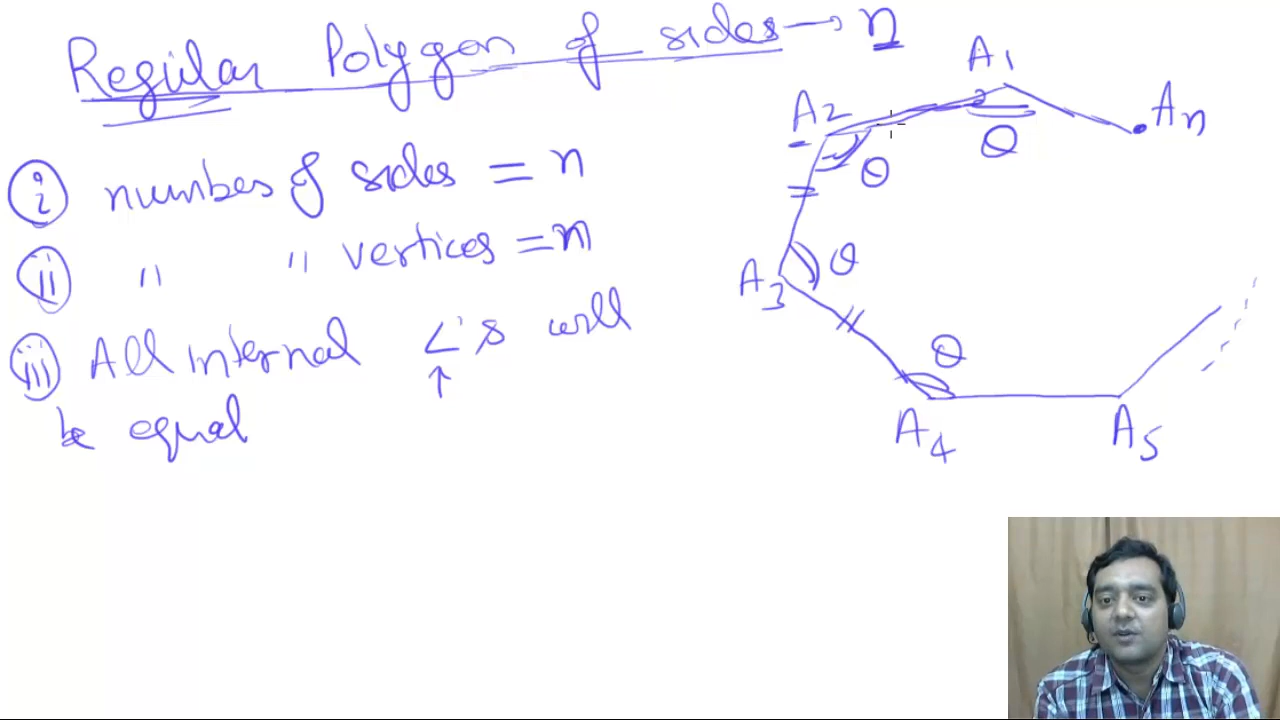 Regular Polygon of sides → n
(i) number of sides = n
(ii) " " vertices = n
(iii) All internal ∠'s will
be equal
A1
An
A2
θ
θ
A3
θ
θ
A4
A5